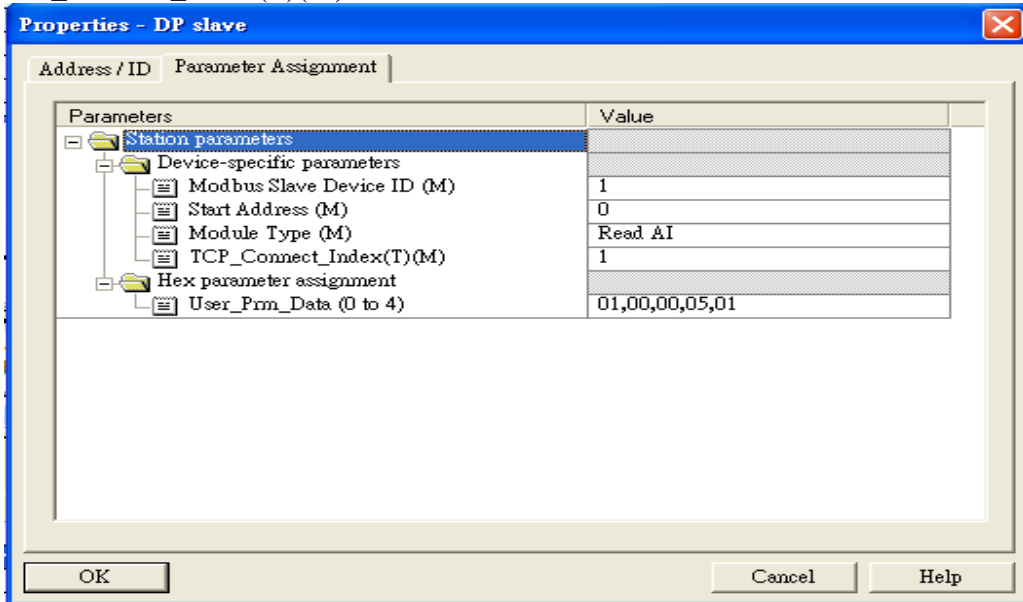 Properties - DP slave
Address / ID Parameter Assignment
Parameters Value
Station parameters
Device-specific parameters
Modbus Slave Device ID (M) 1
Start Address (M) 0
Module Type (M) Read AI
TCP_Connect_Index(T)(M) 1
Hex parameter assignment
User_Prm_Data (0 to 4) 01,00,00,05,01
OK Cancel Help